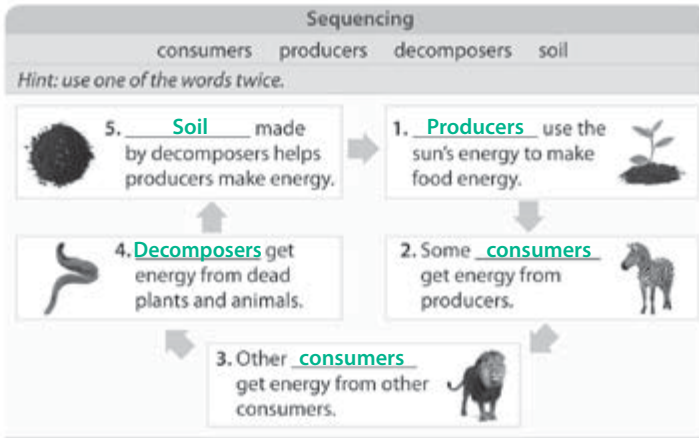 Sequencing
consumers producers decomposers soil
Hint: use one of the words twice.
5. Soil made
by decomposers helps
producers make energy.
1. Producers use the
sun's energy to make
food energy.
4. Decomposers get
energy from dead
plants and animals.
2. Some consumers
get energy from
producers.
3. Other consumers
get energy from other
consumers.